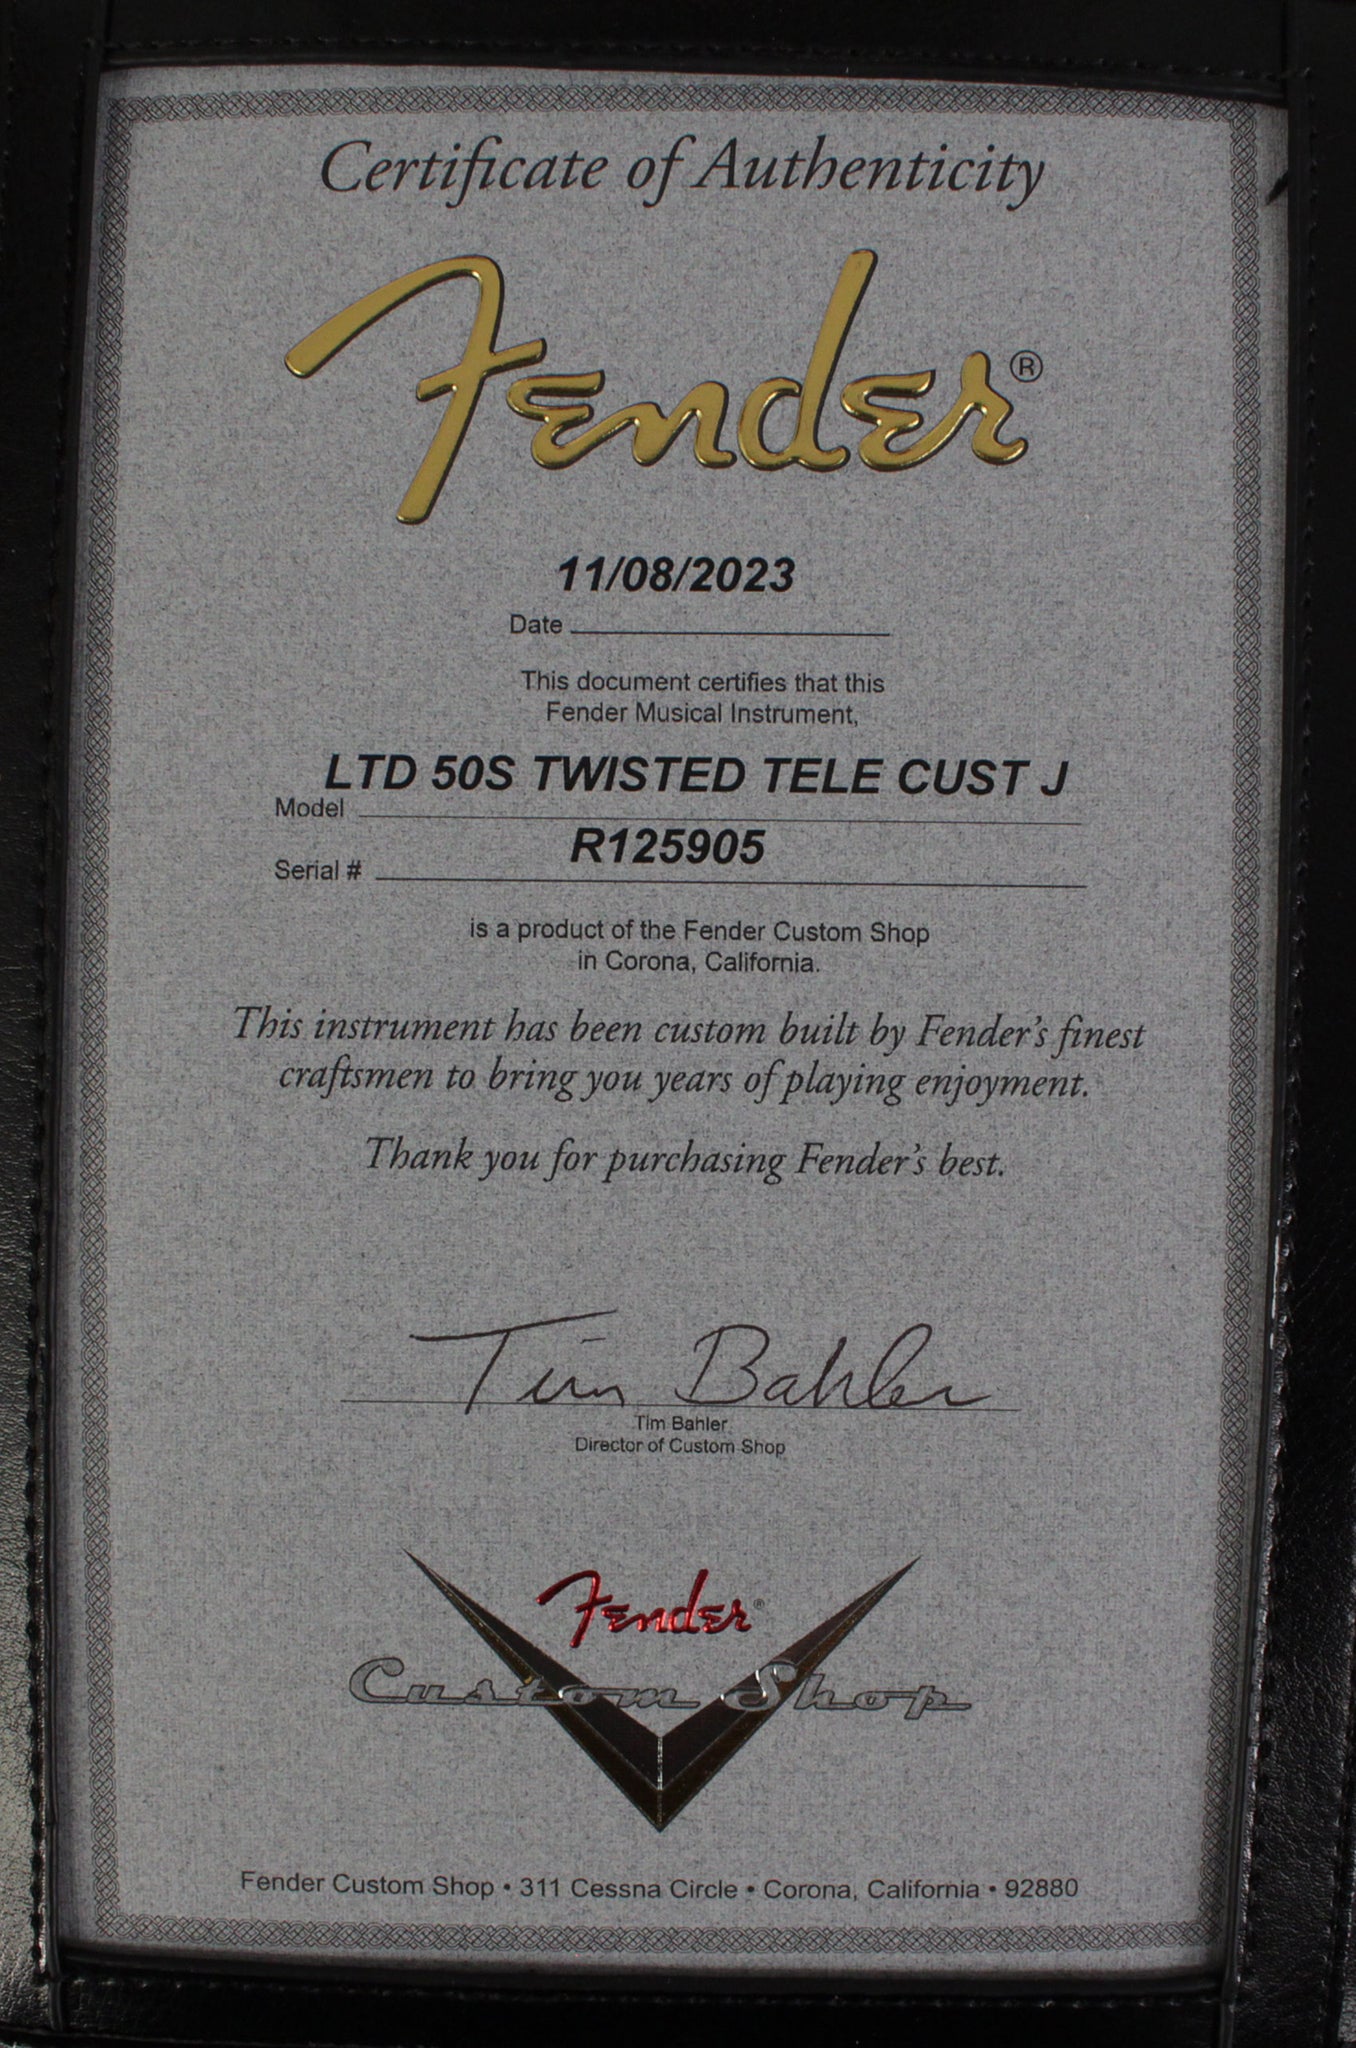 Certificate of Authenticity
Fender®
11/08/2023
Date
This document certifies that this
Fender Musical Instrument,
LTD 50S TWISTED TELE CUST J
Model
R125905
Serial #
is a product of the Fender Custom Shop
in Corona, California.
This instrument has been custom built by Fender's finest
craftsmen to bring you years of playing enjoyment.
Thank you for purchasing Fender's best.
Tim Bahler
Tim Bahler
Director of Custom Shop
Fender®
Custom Shop
Fender Custom Shop • 311 Cessna Circle • Corona, California • 92880